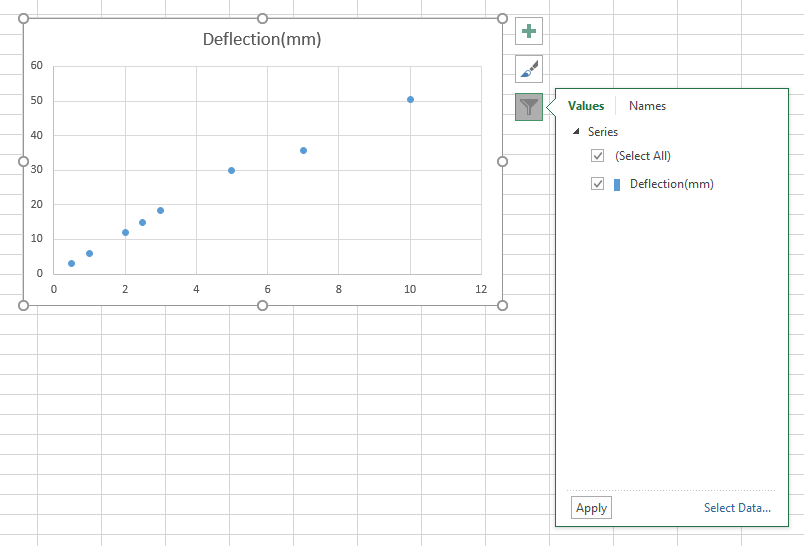 Deflection(mm)
60
50
40
30
20
10
0
0 2 4 6 8 10 12
Values Names
Series
(Select All)
Deflection(mm)
Apply Select Data...